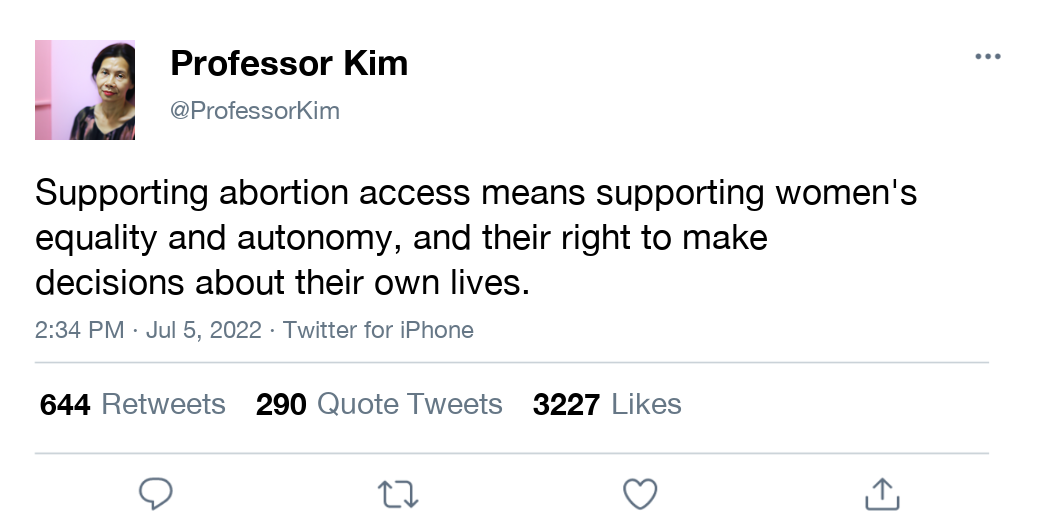 Professor Kim
@ProfessorKim
Supporting abortion access means supporting women's
equality and autonomy, and their right to make
decisions about their own lives.
2:34 PM · Jul 5, 2022 · Twitter for iPhone
644 Retweets 290 Quote Tweets 3227 Likes